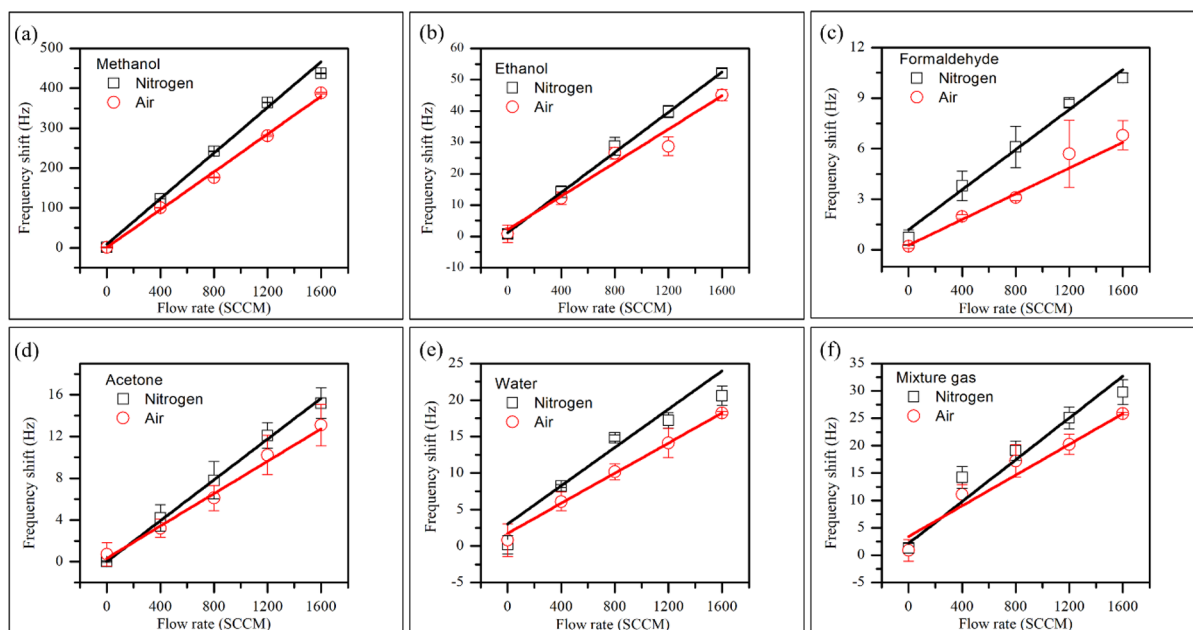 (a)
Methanol
Nitrogen
Air
500
400
300
200
100
0
Frequency shift (Hz)
0 400 800 1200 1600
Flow rate (SCCM)
(b)
Ethanol
Nitrogen
Air
60
50
40
30
20
10
0
-10
Frequency shift (Hz)
0 400 800 1200 1600
Flow rate (SCCM)
(c)
Formaldehyde
Nitrogen
Air
12
9
6
3
0
Frequency shift (Hz)
0 400 800 1200 1600
Flow rate (SCCM)
(d)
Acetone
Nitrogen
Air
16
12
8
4
0
Frequency shift (Hz)
0 400 800 1200 1600
Flow rate (SCCM)
(e)
Water
Nitrogen
Air
25
20
15
10
5
0
-5
Frequency shift (Hz)
0 400 800 1200 1600
Flow rate (SCCM)
(f)
Mixture gas
Nitrogen
Air
35
30
25
20
15
10
5
0
-5
Frequency shift (Hz)
0 400 800 1200 1600
Flow rate (SCCM)